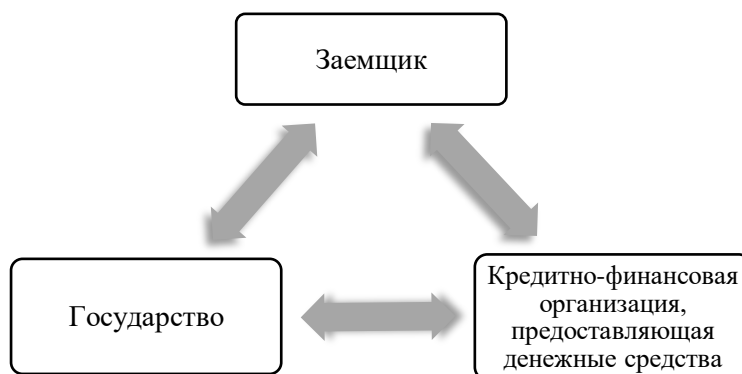 Заемщик
Государство
Кредитно-финансовая
организация,
предоставляющая
денежные средства